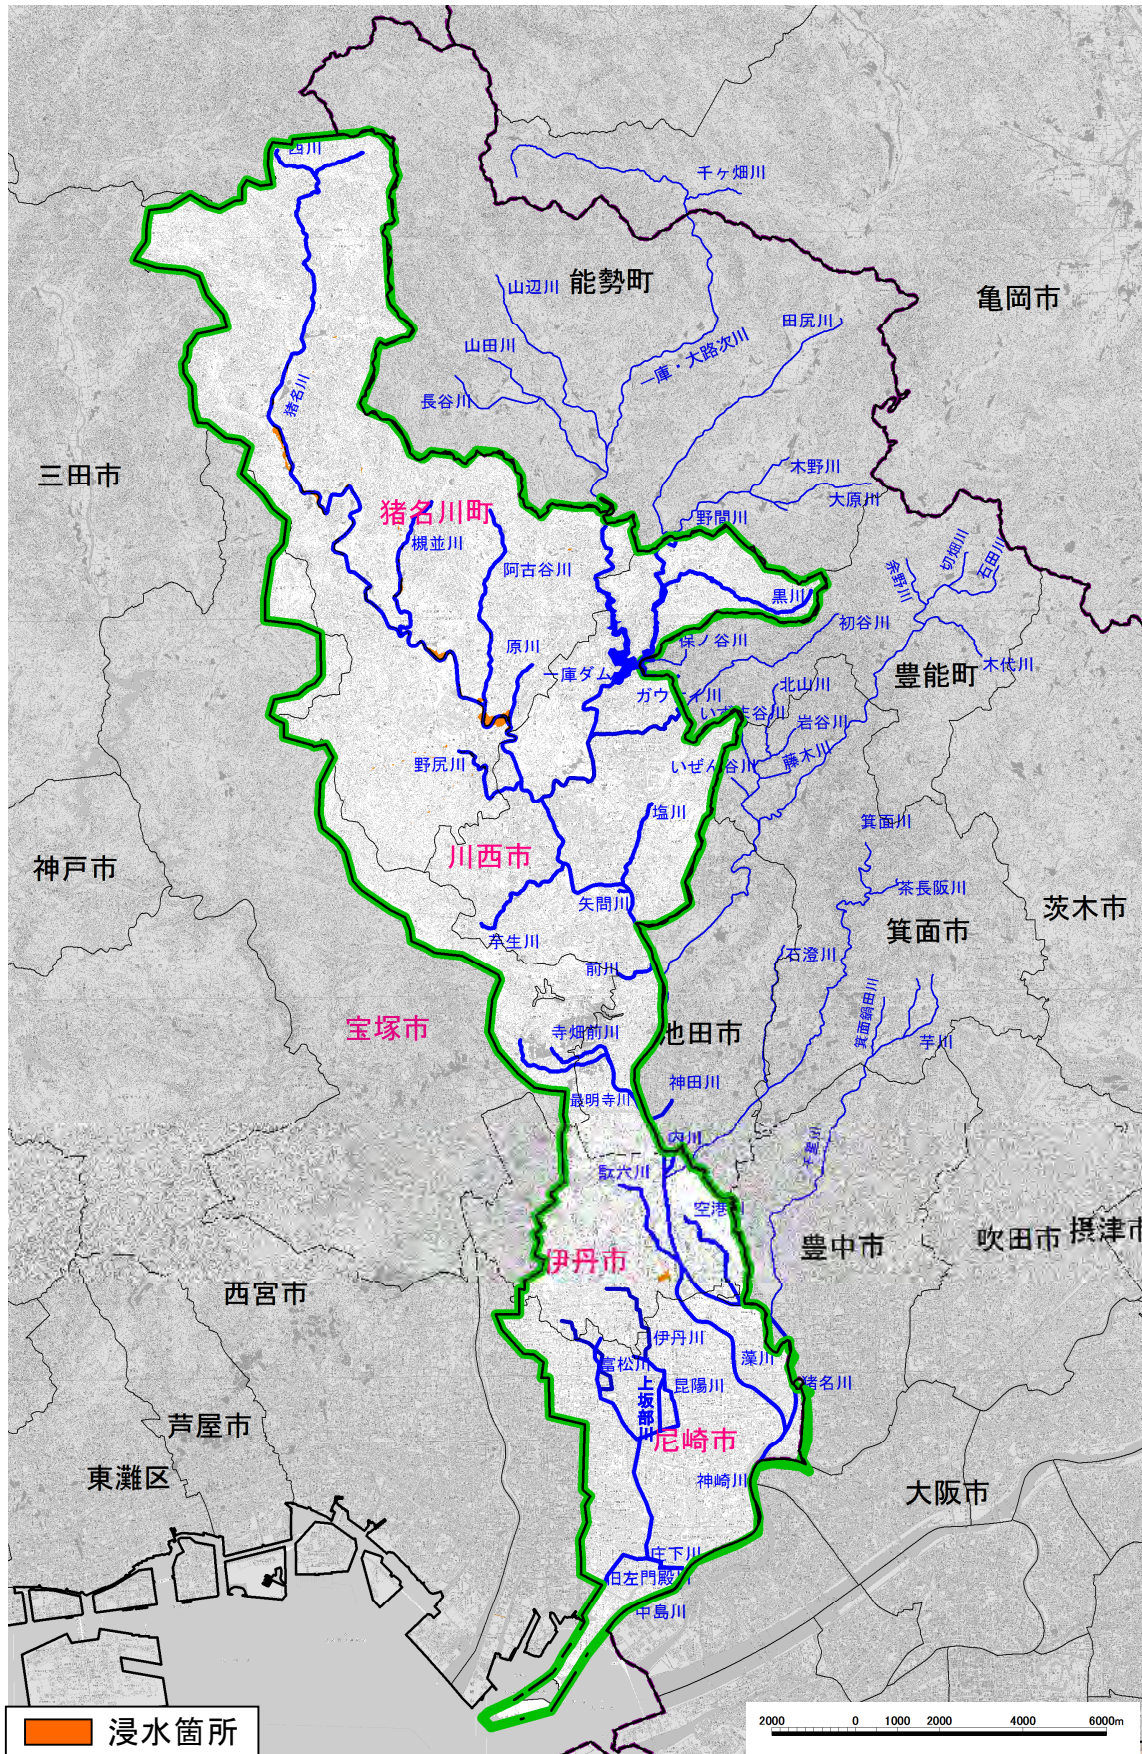 西川
千ヶ畑川
山辺川
能勢町
亀岡市
田尻川
山田川
一庫・大路次川
猪名川
長谷川
三田市
木野川
大原川
猪名川町
野間川
槻並川
阿古谷川
切畑川
石田川
余野川
黒川
初谷川
保ノ谷川
原川
一庫ダム
木代川
豊能町
北山川
岩谷川
野尻川
いぜん谷川
藤木川
塩川
箕面川
川西市
神戸市
茶長阪川
矢問川
茨木市
箕面市
芋生川
石澄川
前川
箕面鍋田川
宝塚市
寺畑前川
池田市
芋川
神田川
最明寺川
内川
千里川
駄六川
空港川
伊丹市
豊中市
吹田市
摂津市
西宮市
伊丹川
藻川
富松川
上坂部川
昆陽川
猪名川
芦屋市
尼崎市
東灘区
神崎川
大阪市
庄下川
旧左門殿川
中島川
浸水箇所
2000 0 1000 2000 4000 6000m